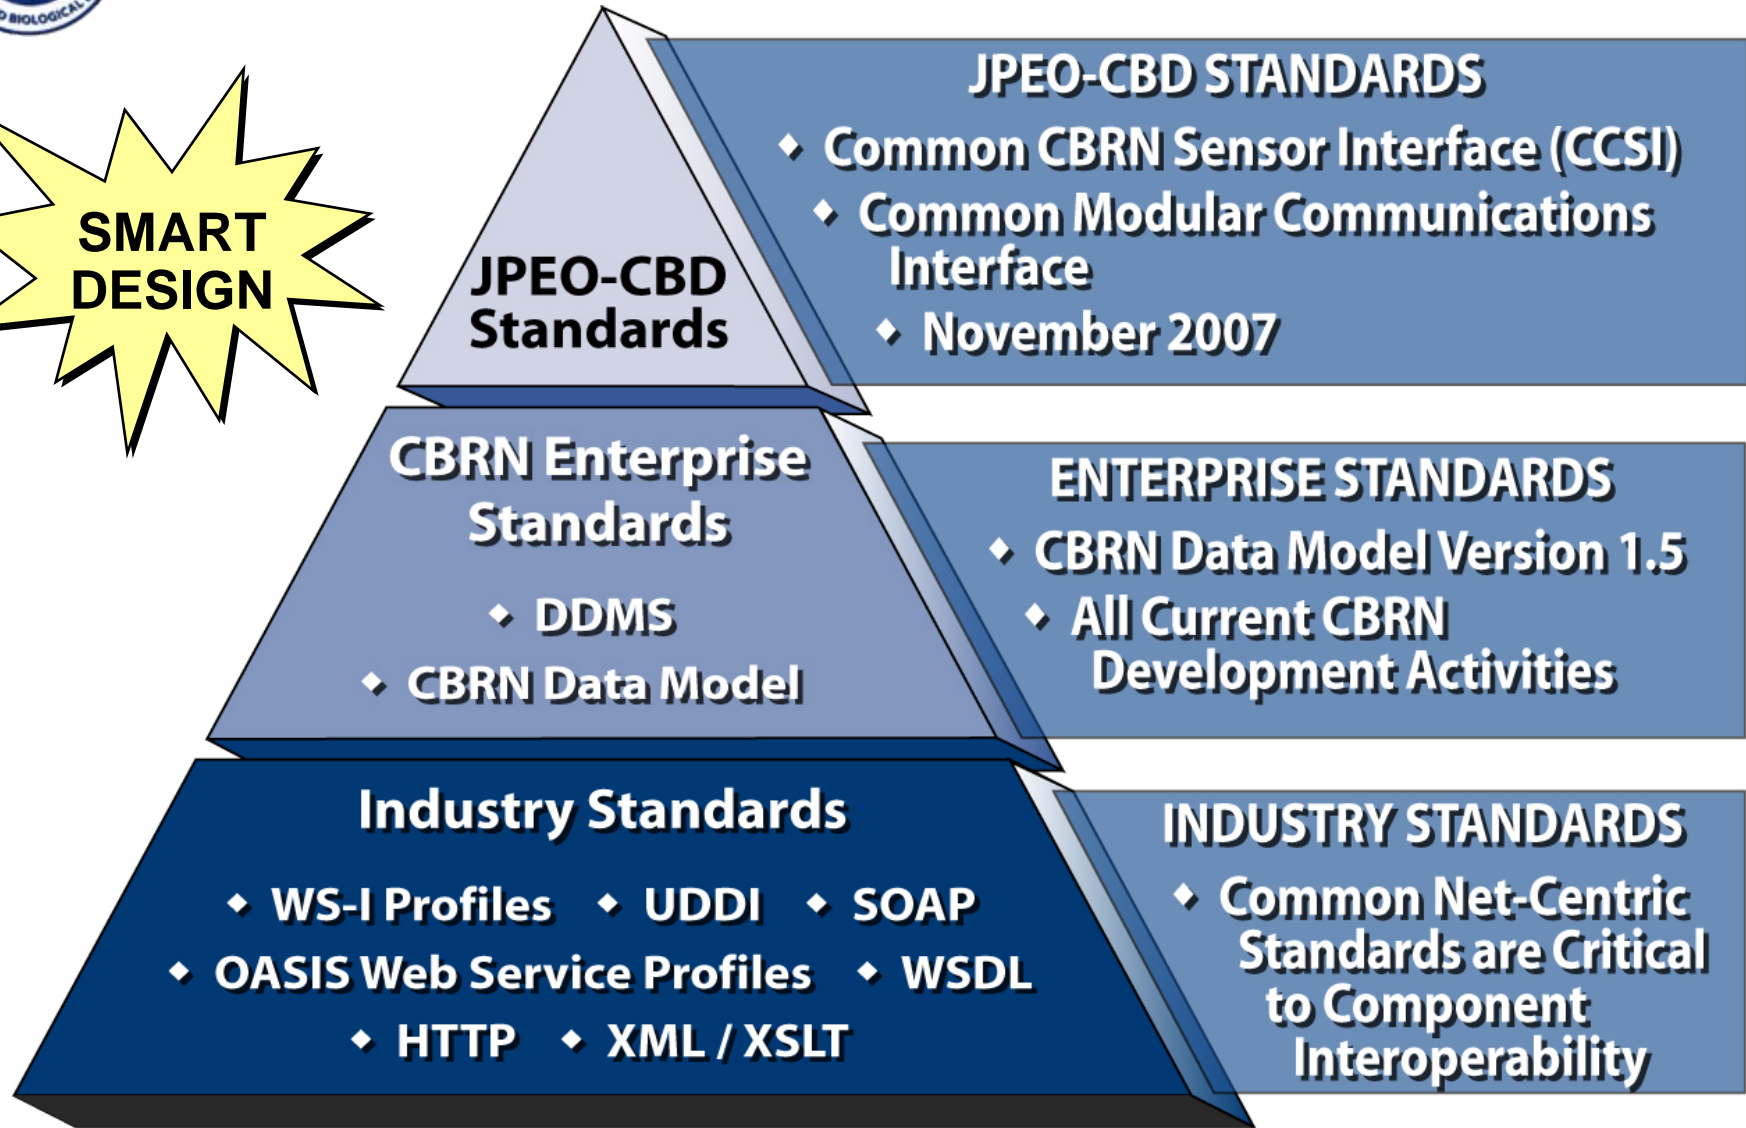 D BIOLOGICAL
SMART
DESIGN
JPEO-CBD
Standards
JPEO-CBD STANDARDS
◆ Common CBRN Sensor Interface (CCSI)
◆ Common Modular Communications
Interface
◆ November 2007
CBRN Enterprise
Standards
◆ DDMS
◆ CBRN Data Model
ENTERPRISE STANDARDS
◆ CBRN Data Model Version 1.5
◆ All Current CBRN
Development Activities
Industry Standards
◆ WS-I Profiles ◆ UDDI ◆ SOAP
◆ OASIS Web Service Profiles ◆ WSDL
◆ HTTP ◆ XML / XSLT
INDUSTRY STANDARDS
◆ Common Net-Centric
Standards are Critical
to Component
Interoperability